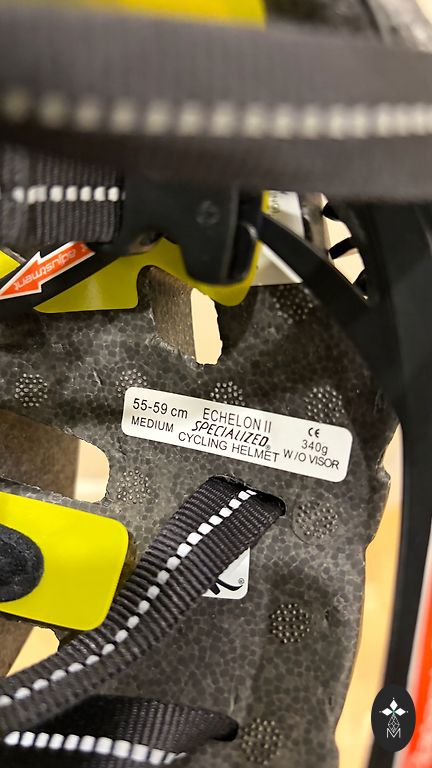 adjustment
55-59 cm ECHELON II CE
MEDIUM SPECIALIZED® 340g
CYCLING HELMET W/O VISOR
®
M